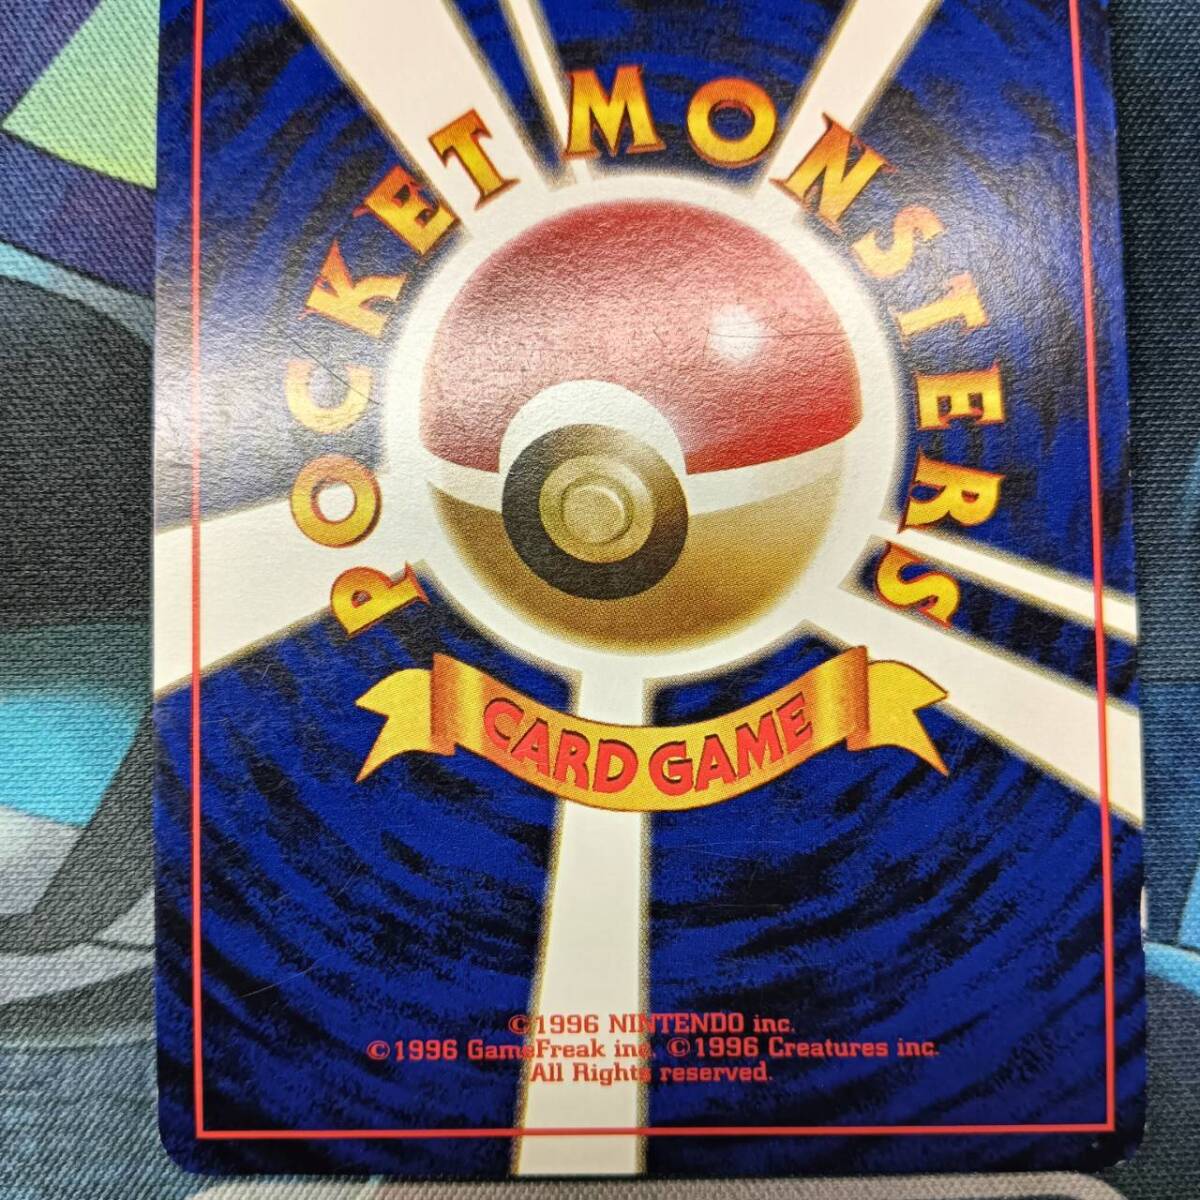 POCKET MONSTERS
CARD GAME
©1996 NINTENDO inc.
©1996 GameFreak inc. ©1996 Creatures inc.
All Rights reserved.